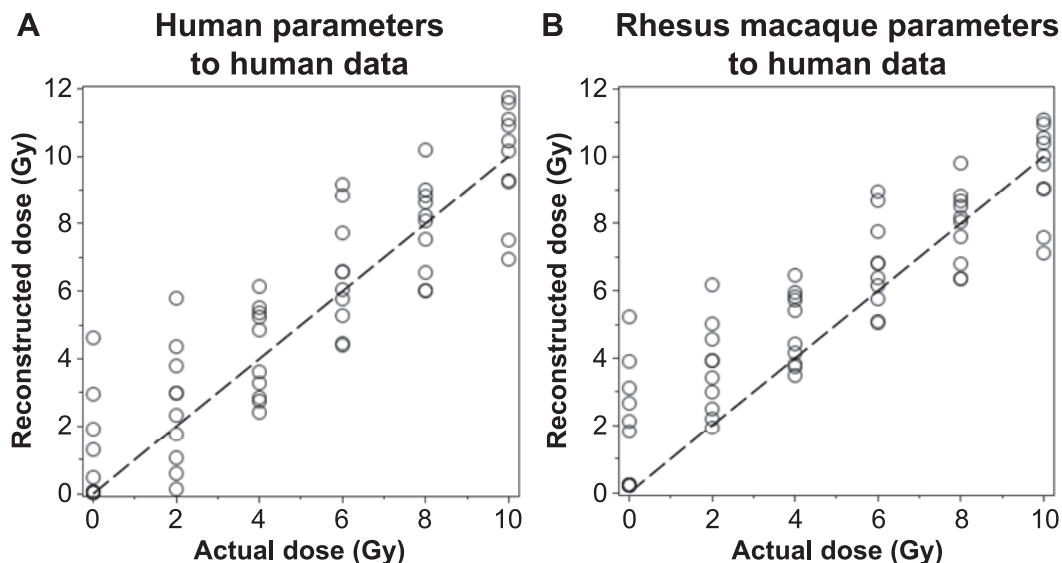 A
Human parameters
to human data
B
Rhesus macaque parameters
to human data
Reconstructed dose (Gy)
12
10
8
6
4
2
0
0 2 4 6 8 10
Actual dose (Gy)
Reconstructed dose (Gy)
12
10
8
6
4
2
0
0 2 4 6 8 10
Actual dose (Gy)